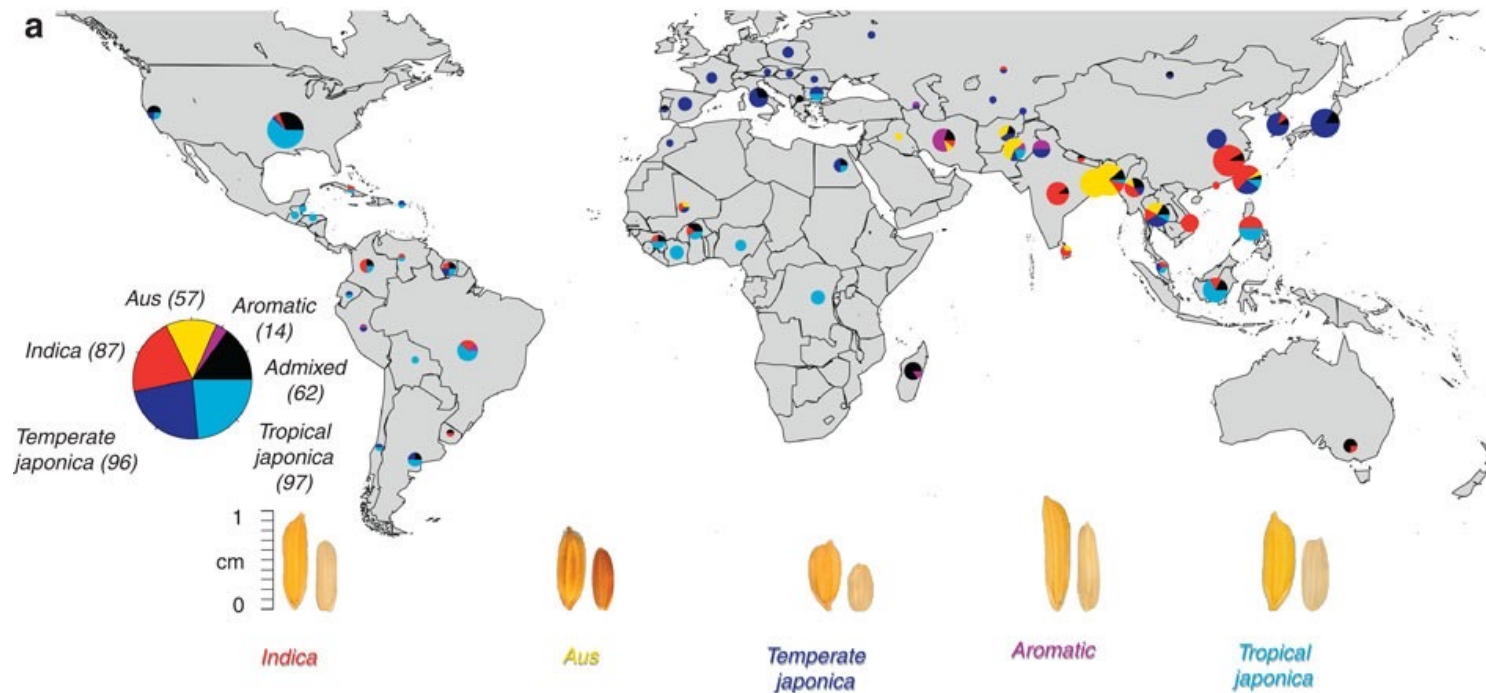 a
Aus (57)
Aromatic
(14)
Indica (87)
Admixed
(62)
Temperate
japonica (96)
Tropical
japonica
(97)
1
cm
0
Indica
Aus
Temperate
japonica
Aromatic
Tropical
japonica